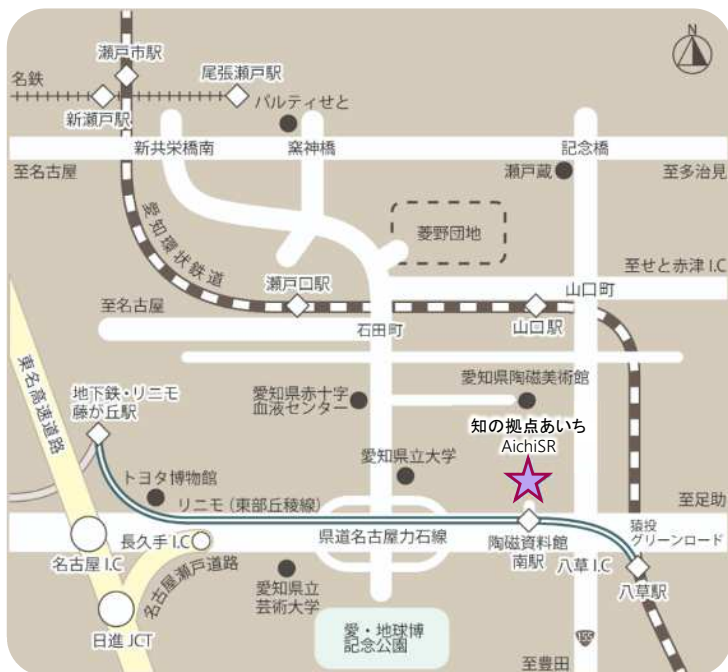 N
瀬戸市駅
名鉄
尾張瀬戸駅
新瀬戸駅
パルティせと
新共栄橋南
窯神橋
記念橋
至名古屋
瀬戸蔵
至多治見
愛知環状鉄道
菱野団地
瀬戸口駅
至せと赤津 I.C
山口町
至名古屋
石田町
山口駅
東名高速道路
地下鉄・リニモ
藤が丘駅
愛知県赤十字
血液センター
愛知県陶磁美術館
知の拠点あいち
AichiSR
愛知県立大学
トヨタ博物館
リニモ（東部丘稜線）
至足助
県道名古屋力石線
猿投
グリーンロード
名古屋 I.C
長久手 I.C
陶磁資料館
南駅
八草 I.C
八草駅
名古屋瀬戸道路
愛知県立
芸術大学
日進 JCT
愛・地球博
記念公園
155
至豊田